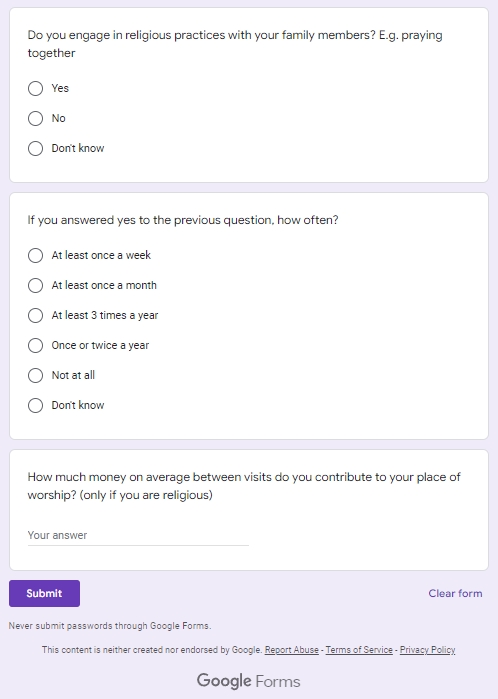 Do you engage in religious practices with your family members? E.g. praying
together
Yes
No
Don't know
If you answered yes to the previous question, how often?
At least once a week
At least once a month
At least 3 times a year
Once or twice a year
Not at all
Don't know
How much money on average between visits do you contribute to your place of
worship? (only if you are religious)
Your answer
Submit
Clear form
Never submit passwords through Google Forms.
This content is neither created nor endorsed by Google. Report Abuse - Terms of Service - Privacy Policy
Google Forms